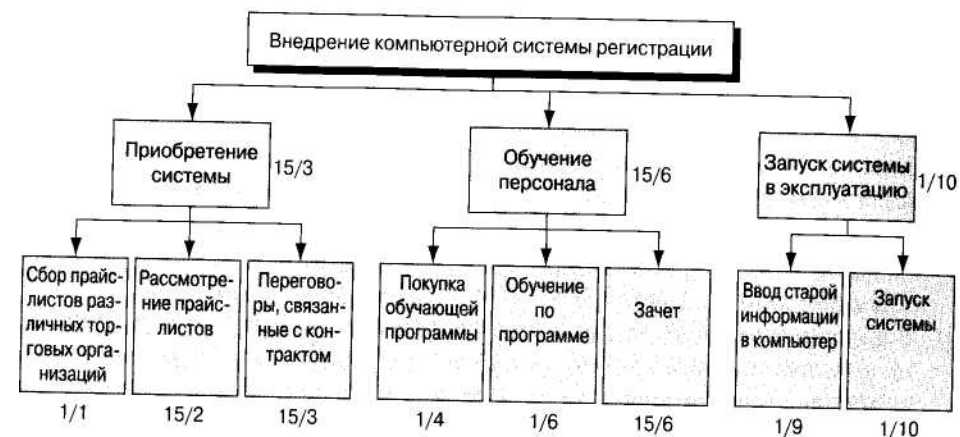 Внедрение компьютерной системы регистрации
Приобретение
системы
15/3
Обучение
персонала
15/6
Запуск системы
в эксплуатацию
1/10
Сбор прайс-
листов раз-
личных тор-
говых орга-
низаций
Рассмотре-
ние прайс-
листов
Перегово-
ры, связан-
ные с кон-
трактом
Покупка
обучающей
программы
Обучение
по
программе
Зачет
Ввод старой
информации
в компьютер
Запуск
системы
1/1
15/2
15/3
1/4
1/6
15/6
1/9
1/10